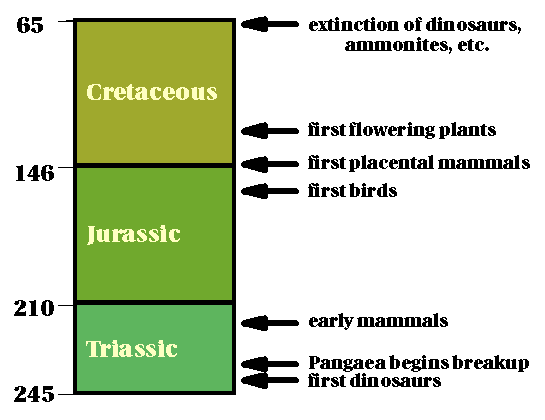 65
extinction of dinosaurs,
ammonites, etc.
Cretaceous
first flowering plants
146
first placental mammals
first birds
Jurassic
210
early mammals
Triassic
Pangaea begins breakup
first dinosaurs
245